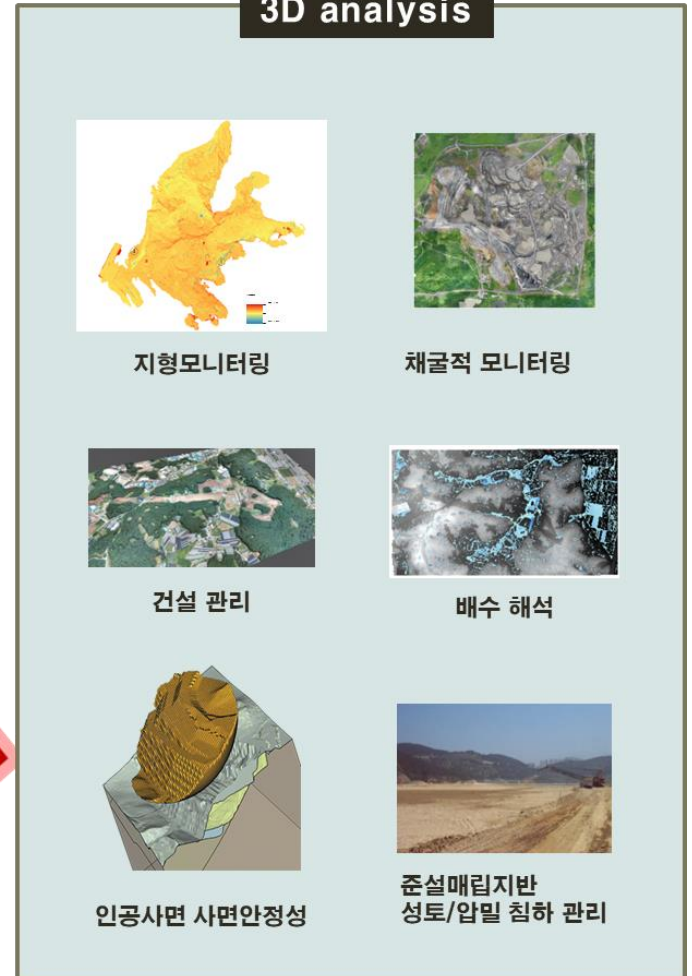 3D analysis
지형모니터링
채굴적 모니터링
건설 관리
배수 해석
인공사면 사면안정성
준설매립지반
성토/압밀 침하 관리